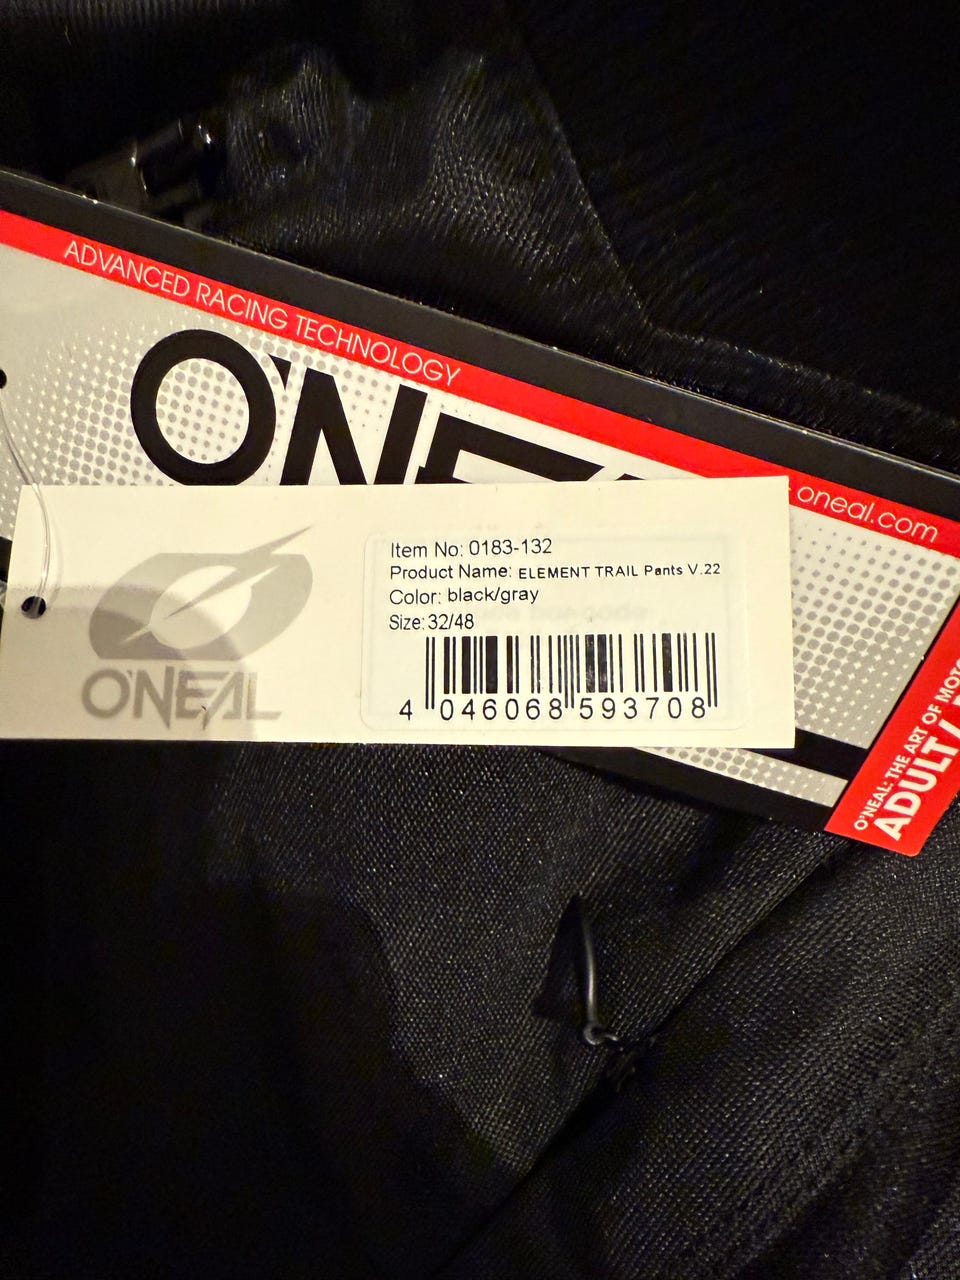 ADVANCED RACING TECHNOLOGY
oneal.com
O'NEAL
O'NEAL
Item No: 0183-132
Product Name: ELEMENT TRAIL Pants V.22
Color: black/gray
Size: 32/48
4 046068 593708
O'NEAL: THE ART OF MOTO
ADULT /